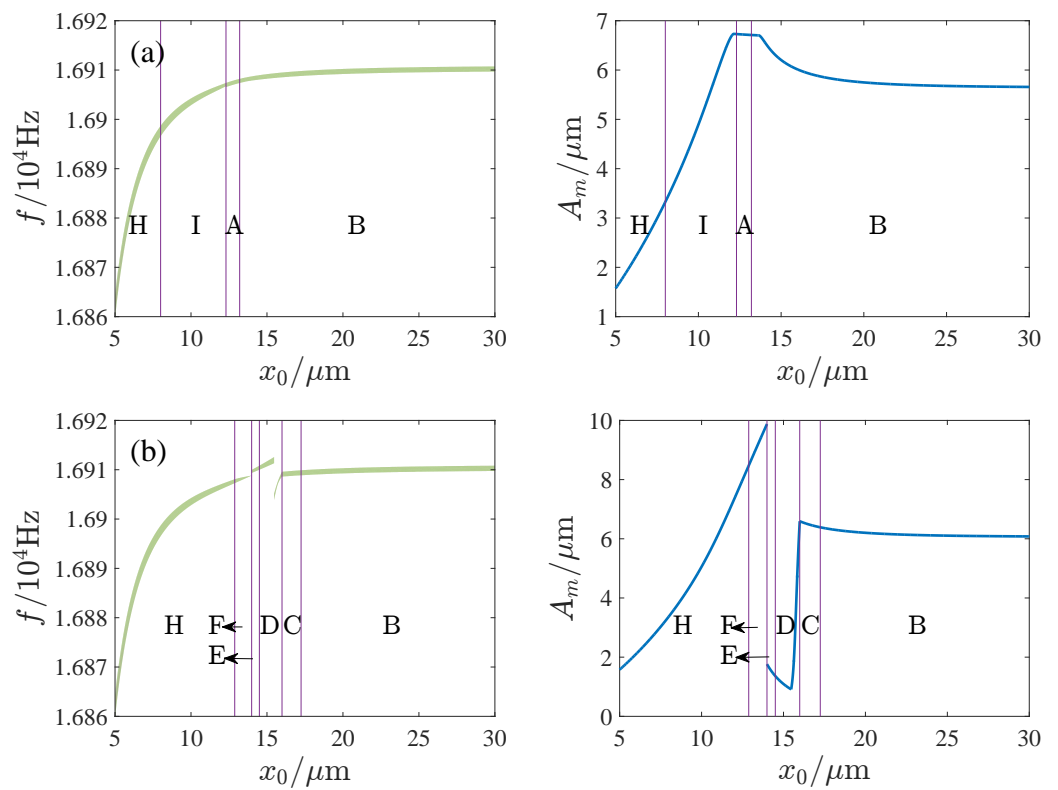 (a)
f/10⁴Hz
1.692
1.691
1.69
1.689
1.688
1.687
1.686
H I A B
5 10 15 20 25 30
x₀/μm
Aₘ/μm
7
6
5
4
3
2
1
H I A B
5 10 15 20 25 30
x₀/μm
(b)
f/10⁴Hz
1.692
1.691
1.69
1.689
1.688
1.687
1.686
H F D C B
E
5 10 15 20 25 30
x₀/μm
Aₘ/μm
10
8
6
4
2
0
H F D C B
E
5 10 15 20 25 30
x₀/μm